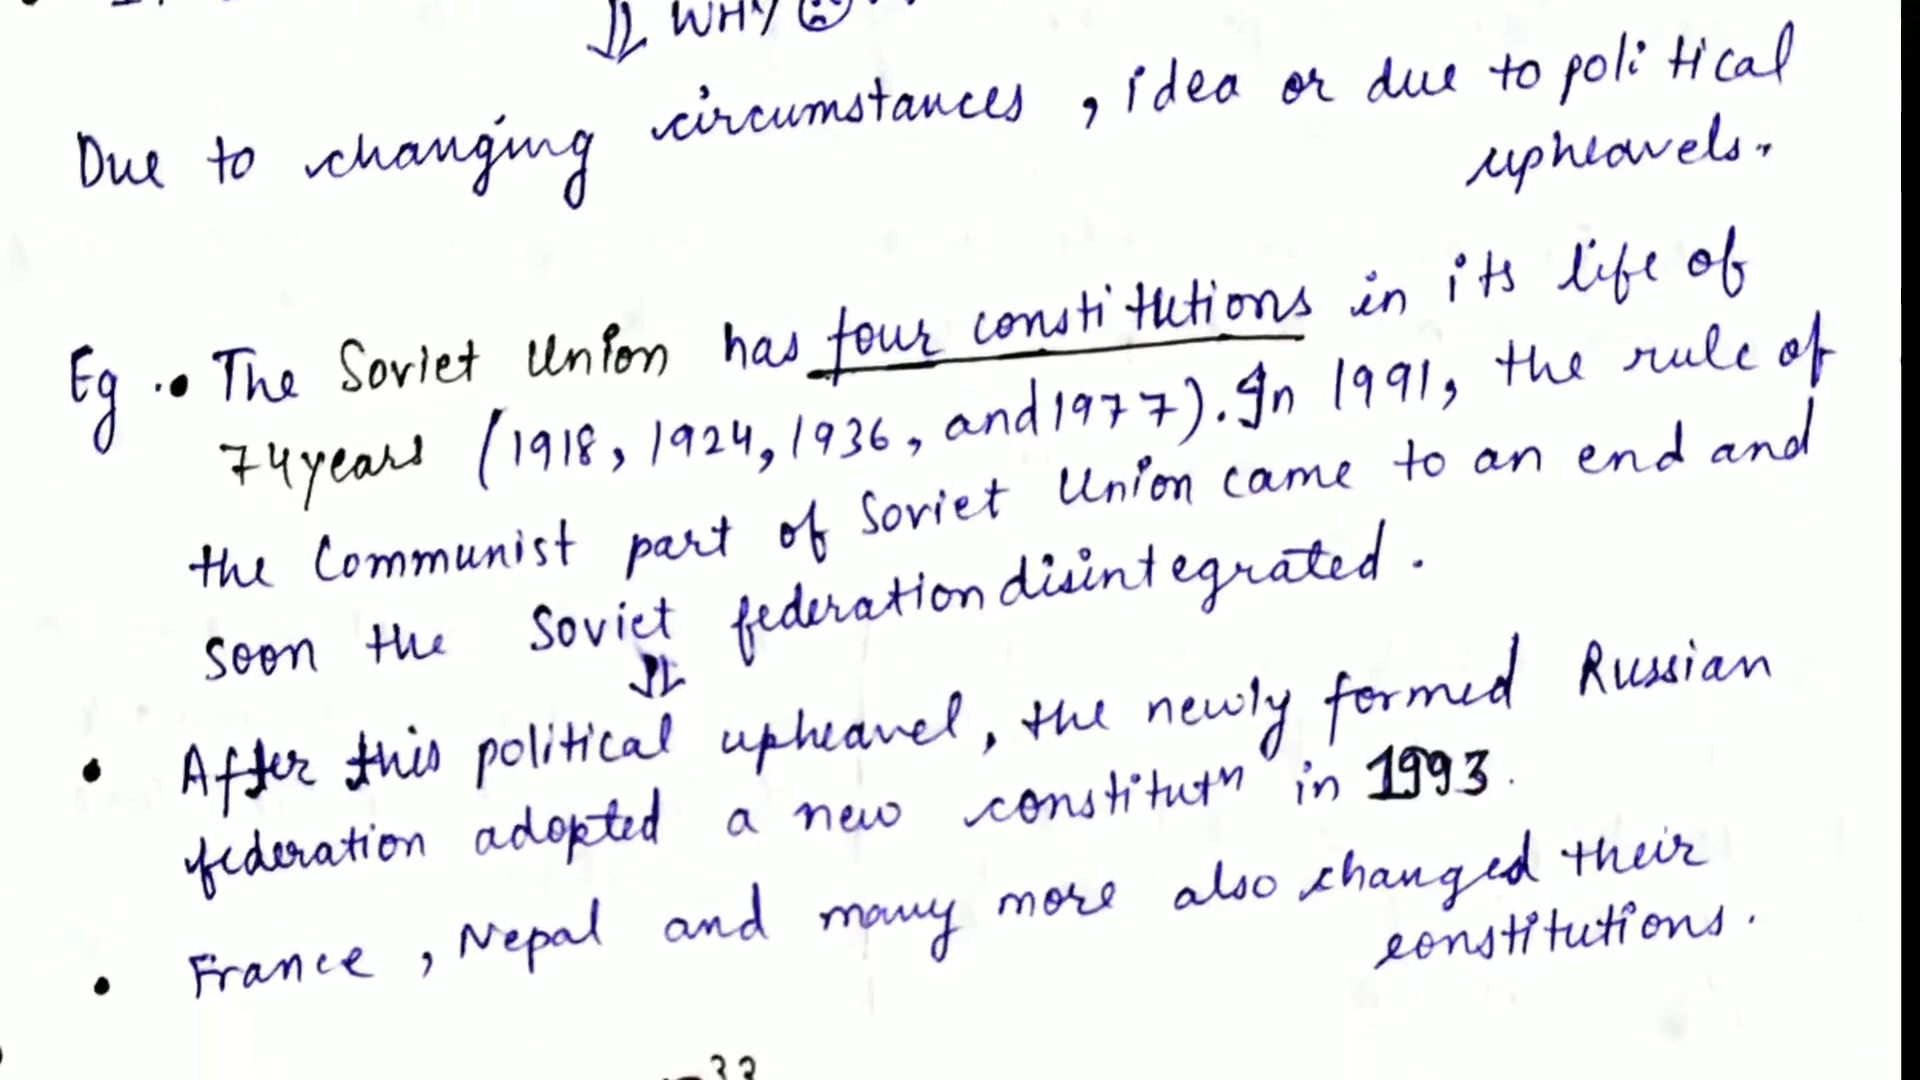 ⇓ WHY
Due to changing circumstances, idea or due to political
upheavels.
Eg. • The Soviet Union has four constitutions in its life of
74 years (1918, 1924, 1936, and 1977). In 1991, the rule of
the Communist part of Soviet Union came to an end and
soon the Soviet federation disintegrated.
⇓
• After this political upheavel, the newly formed Russian
federation adopted a new constitutⁿ in 1993.
• France, Nepal and many more also changed their
constitutions.